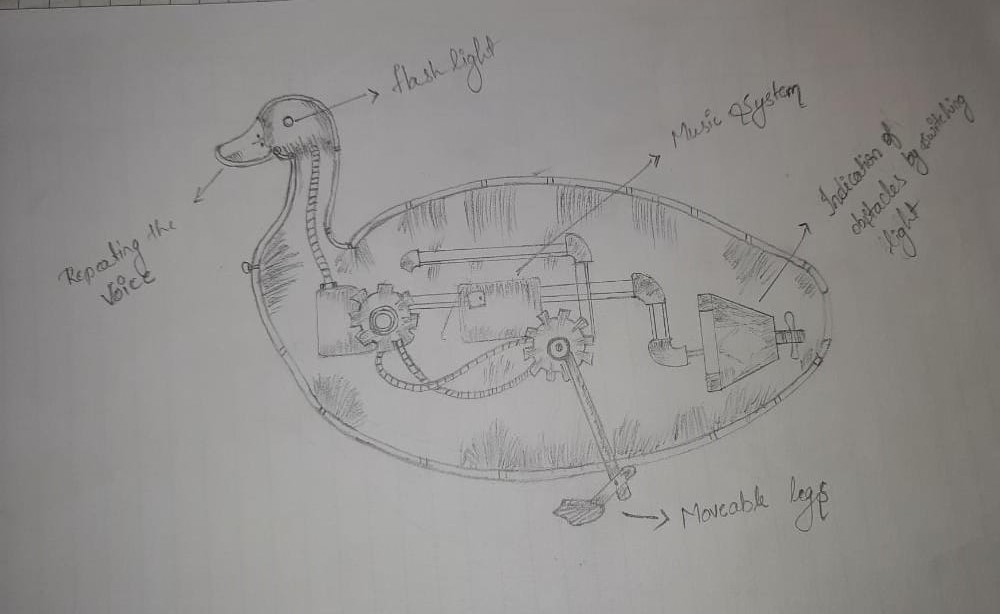 flash light
Music System
Indication of
obstacles by switching
light
Repeating the
Voice
Moveable legs